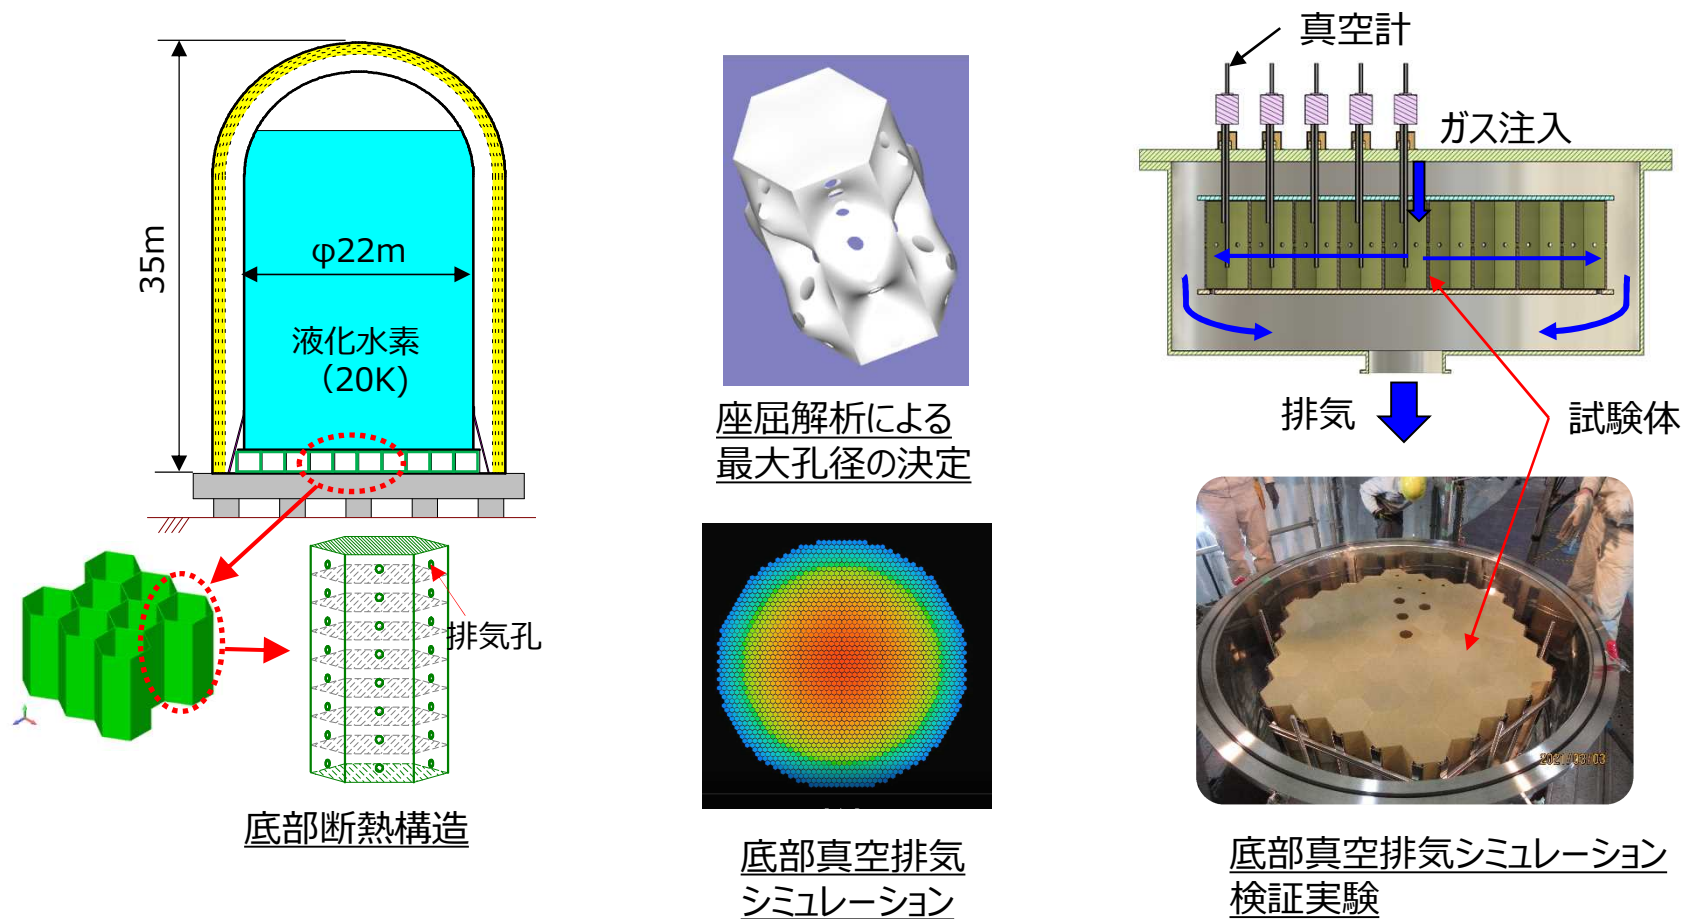 35m
φ22m
液化水素
（20K)
排気孔
底部断熱構造
座屈解析による
最大孔径の決定
底部真空排気
シミュレーション
真空計
ガス注入
排気
試験体
2021/03/03
底部真空排気シミュレーション
検証実験